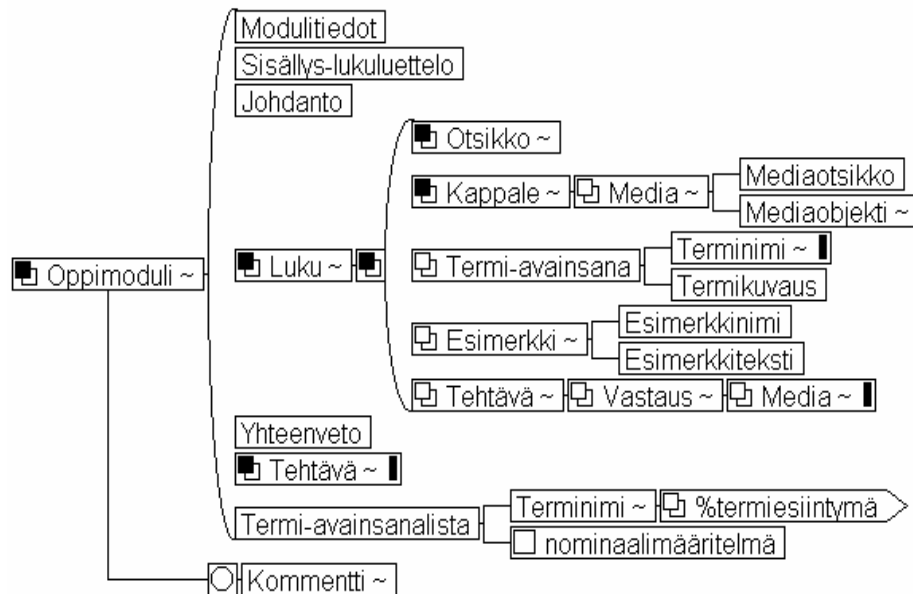 Modulitiedot
Sisällys-lukuluettelo
Johdanto
Otsikko ~
Kappale ~ Media ~ Mediaotsikko
Mediaobjekti ~
Oppimoduli ~ Luku ~ Termi-avainsana Terminimi ~
Termikuvaus
Esimerkki ~ Esimerkkinimi
Esimerkkiteksti
Tehtävä ~ Vastaus ~ Media ~
Yhteenveto
Tehtävä ~
Termi-avainsanalista Terminimi ~ %termiesiintymä
nominaalimääritelmä
Kommentti ~